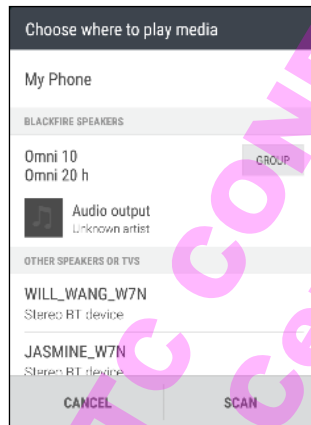 Choose where to play media
My Phone
BLACKFIRE SPEAKERS
Omni 10
Omni 20 h
GROUP
Audio output
Unknown artist
OTHER SPEAKERS OR TVS
WILL_WANG_W7N
Stereo BT device
JASMINE_W7N
Stereo BT device
CANCEL
SCAN